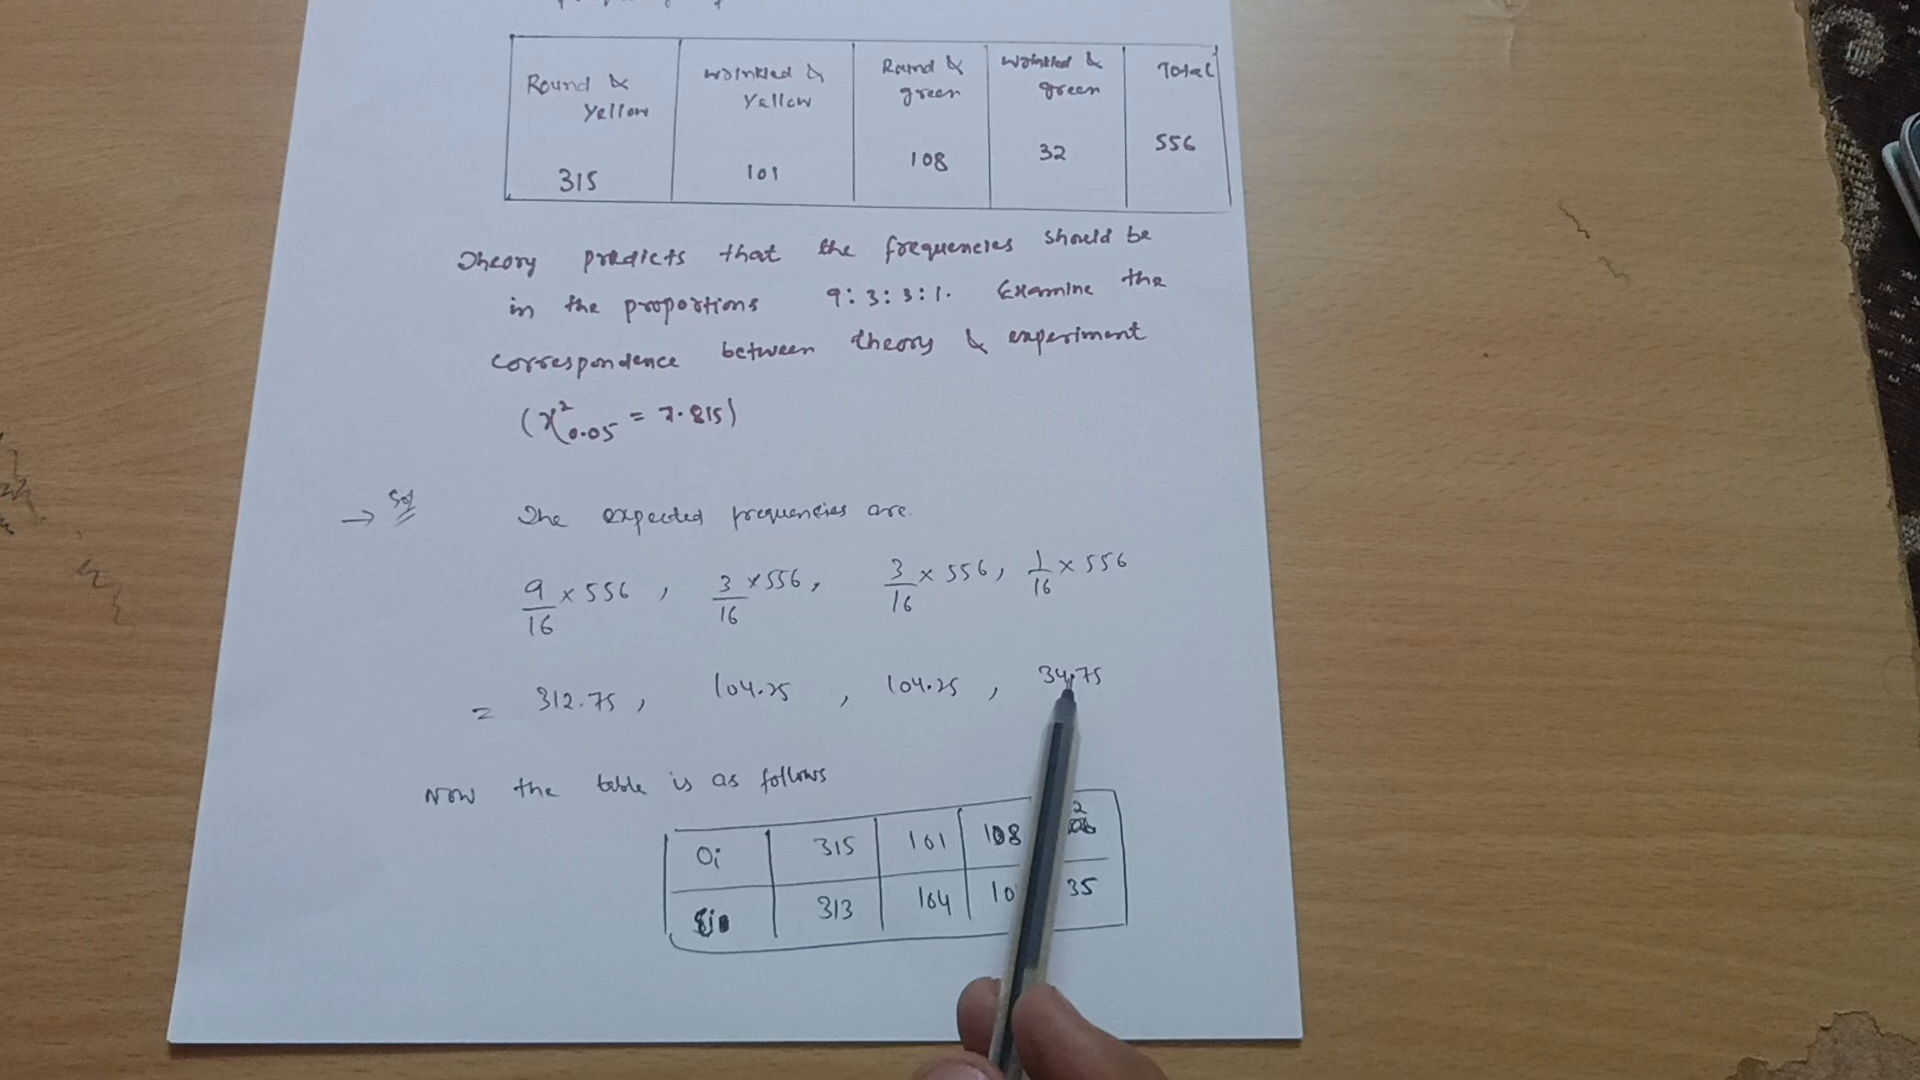 Round & Wrinkled & Round & Wrinkled & Total
Yellow Yellow green green
315 101 108 32 556
Theory predicts that the frequencies should be
in the proportions 9:3:3:1. Examine the
correspondence between theory & experiment
(χ²0.05 = 7.815)
→ Sol The expected frequencies are
9/16 × 556 , 3/16 × 556 , 3/16 × 556, 1/16 × 556
= 312.75 , 104.25 , 104.25 , 34.75
Now the table is as follows
Oi 315 101 108 2
313 104 10 35